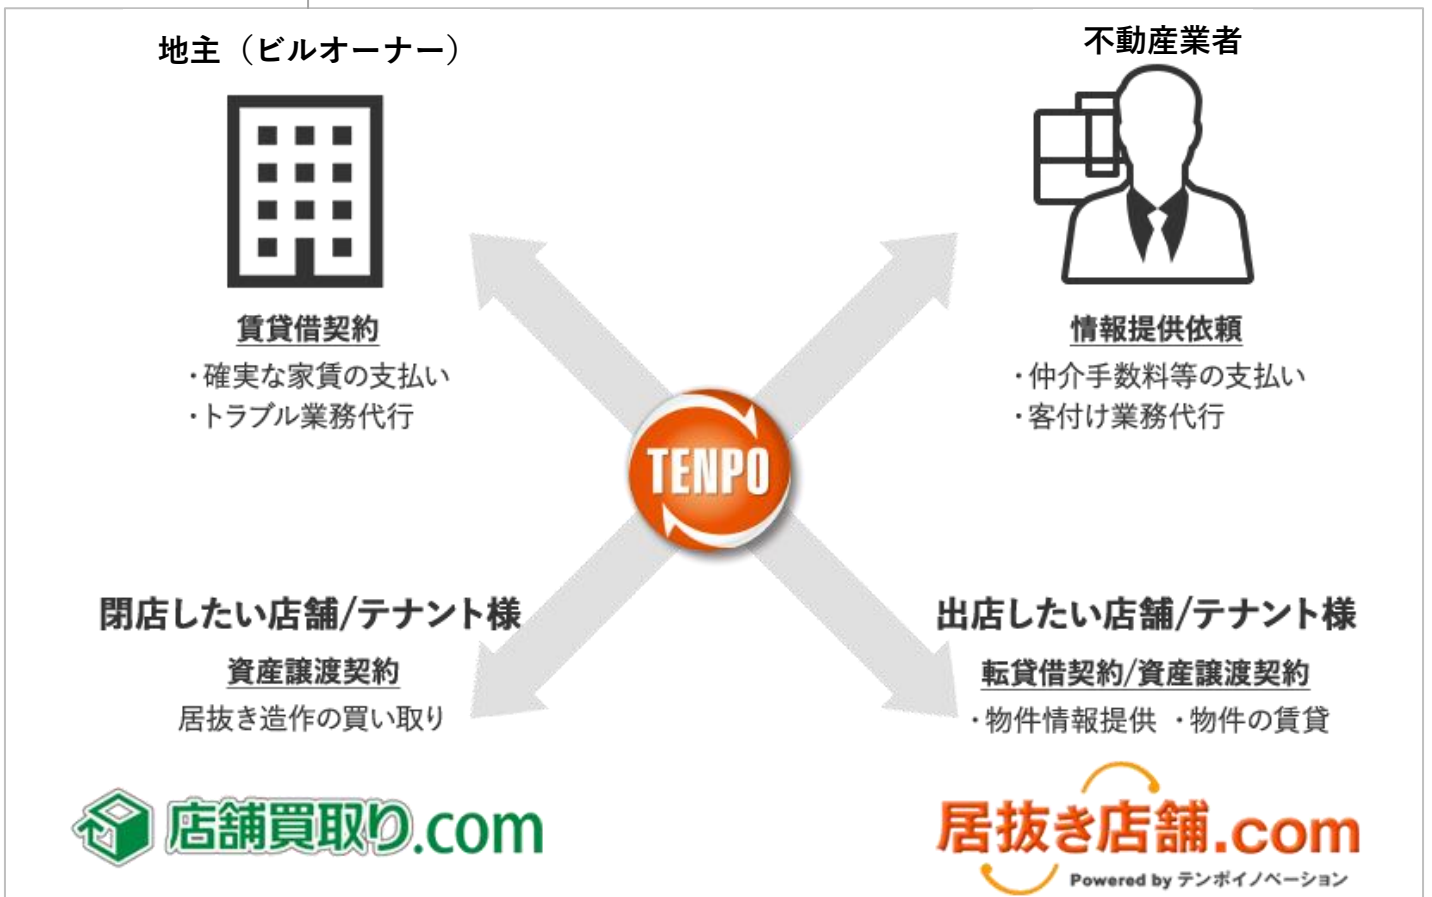 地主（ビルオーナー）
不動産業者
賃貸借契約
・確実な家賃の支払い
・トラブル業務代行
情報提供依頼
・仲介手数料等の支払い
・客付け業務代行
TENPO
閉店したい店舗/テナント様
資産譲渡契約
居抜き造作の買い取り
出店したい店舗/テナント様
転貸借契約/資産譲渡契約
・物件情報提供 ・物件の賃貸
店舗買取り.com
居抜き店舗.com
Powered by テンポイノベーション